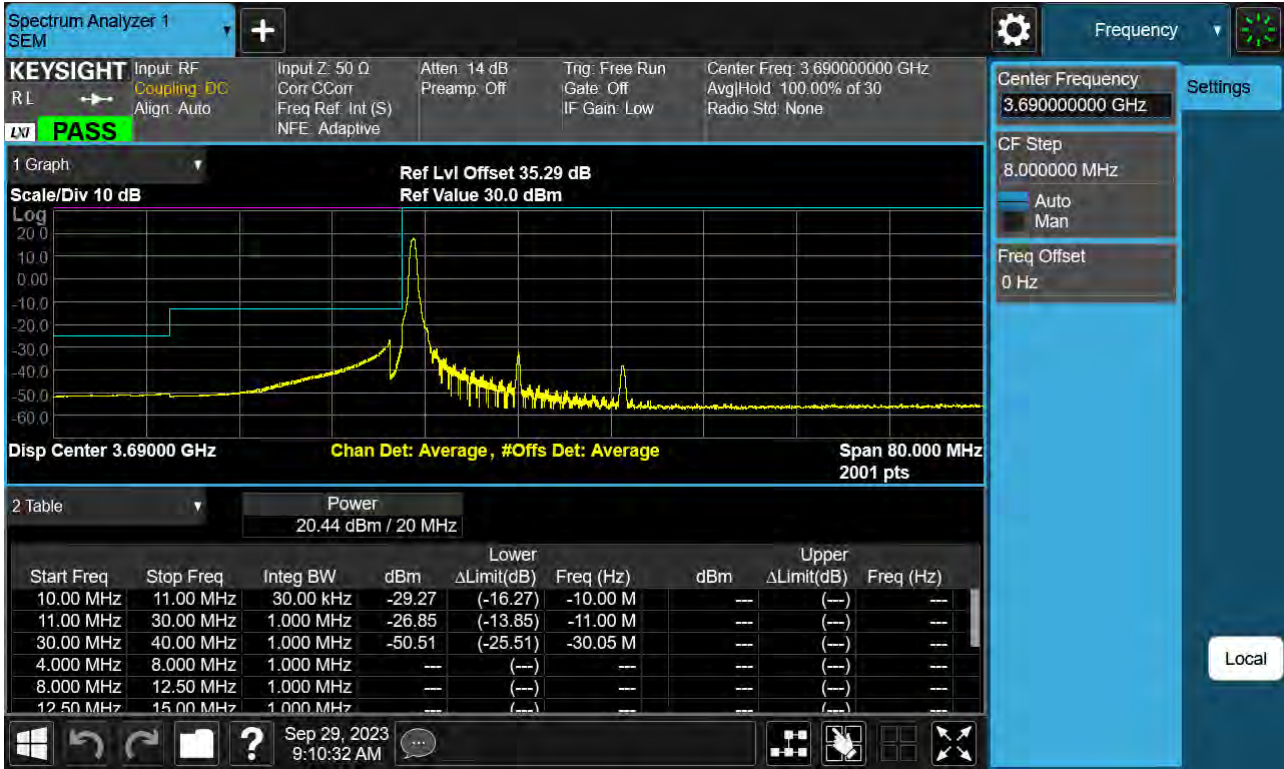 Spectrum Analyzer 1
SEM
Frequency
KEYSIGHT
RL
LXI
PASS
Input: RF
Coupling: DC
Align: Auto
Input Z: 50 Ω
Corr CCorr
Freq Ref: Int (S)
NFE: Adaptive
Atten: 14 dB
Preamp: Off
Trig: Free Run
Gate: Off
IF Gain: Low
Center Freq: 3.690000000 GHz
Avg|Hold: 100.00% of 30
Radio Std: None
Center Frequency
3.690000000 GHz
Settings
CF Step
8.000000 MHz
Auto
Man
Freq Offset
0 Hz
Local
1 Graph
Scale/Div 10 dB
Ref Lvl Offset 35.29 dB
Ref Value 30.0 dBm
Log
20.0
10.0
0.00
-10.0
-20.0
-30.0
-40.0
-50.0
-60.0
Disp Center 3.69000 GHz
Chan Det: Average, #Offs Det: Average
Span 80.000 MHz
2001 pts
2 Table
Power
20.44 dBm / 20 MHz
Lower Upper
Start Freq Stop Freq Integ BW dBm ΔLimit(dB) Freq (Hz) dBm ΔLimit(dB) Freq (Hz)
10.00 MHz 11.00 MHz 30.00 kHz -29.27 (-16.27) -10.00 M --- (---) ---
11.00 MHz 30.00 MHz 1.000 MHz -26.85 (-13.85) -11.00 M --- (---) ---
30.00 MHz 40.00 MHz 1.000 MHz -50.51 (-25.51) -30.05 M --- (---) ---
4.000 MHz 8.000 MHz 1.000 MHz --- (---) --- --- (---) ---
8.000 MHz 12.50 MHz 1.000 MHz --- (---) --- --- (---) ---
12.50 MHz 15.00 MHz 1.000 MHz --- (---) --- --- (---) ---
?
Sep 29, 2023
9:10:32 AM